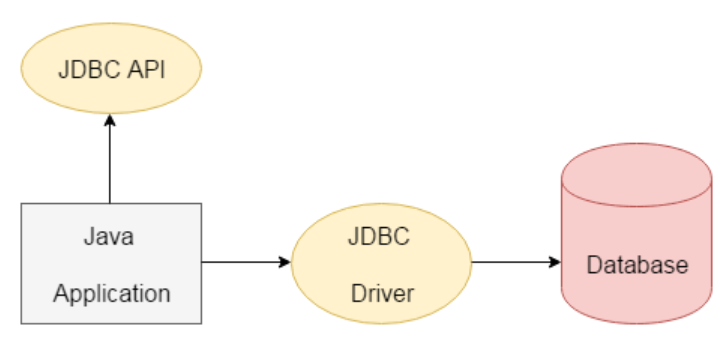 JDBC API
Java
Application
JDBC
Driver
Database